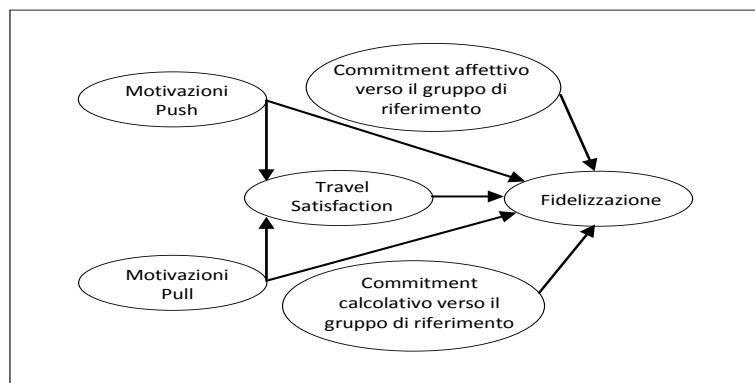 Motivazioni
Push
Commitment affettivo
verso il gruppo di
riferimento
Travel
Satisfaction
Fidelizzazione
Motivazioni
Pull
Commitment
calcolativo verso il
gruppo di riferimento